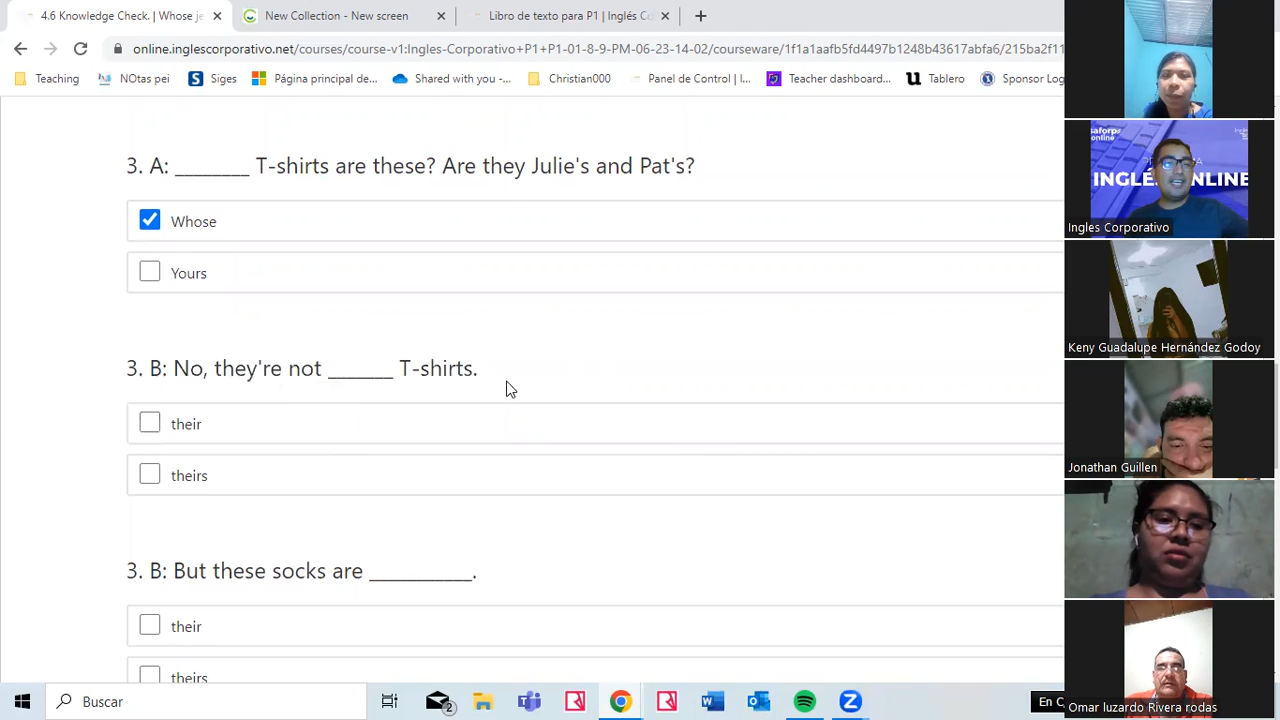 4.6 Knowledge Check. | Whose je
New Collection - New screen
Libro de texto per P1 | Inglés C
online.inglescorporativo.net/courses/course-v1:Ingles-Corporativo+P1+PI-01-8-9-PM-06-23-14-02/courseware/1f1a1aafb5fd4497b1248b43617abfa6/215ba2f11
Teaching
NOtas pei
Siges
Página principal de...
Shared with you -...
Christian000
Panel de Control | I...
Teacher dashboard...
Tablero
Sponsor Log
3. A: _______ T-shirts are these? Are they Julie's and Pat's?
Whose
Yours
3. B: No, they're not ______ T-shirts.
their
theirs
3. B: But these socks are _________.
their
theirs
Buscar
INGLÉS ONLINE
Ingles Corporativo
Keny Guadalupe Hernández Godoy
Jonathan Guillen
Omar luzardo Rivera rodas